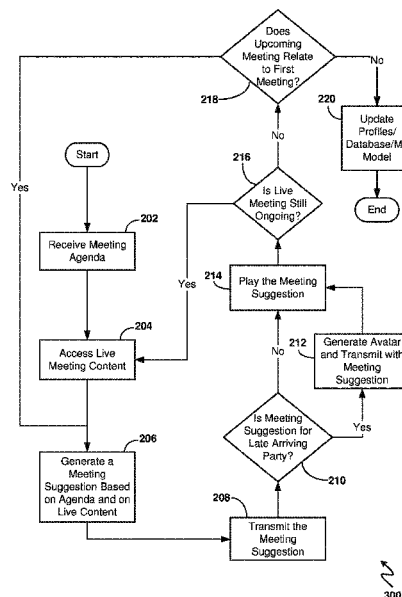 Does
Upcoming
Meeting Relate
to First
Meeting?
218
No
220
Update
Profiles/
Database/M
Model
End
No
216
Is Live
Meeting Still
Ongoing?
Yes
Start
202
Receive Meeting
Agenda
Yes
204
Access Live
Meeting Content
214
Play the Meeting
Suggestion
212
Generate Avatar
and Transmit with
Meeting
Suggestion
No
Yes
Is Meeting
Suggestion for
Late Arriving
Party?
210
206
Generate a
Meeting
Suggestion Based
on Agenda and on
Live Content
208
Transmit the
Meeting
Suggestion
300